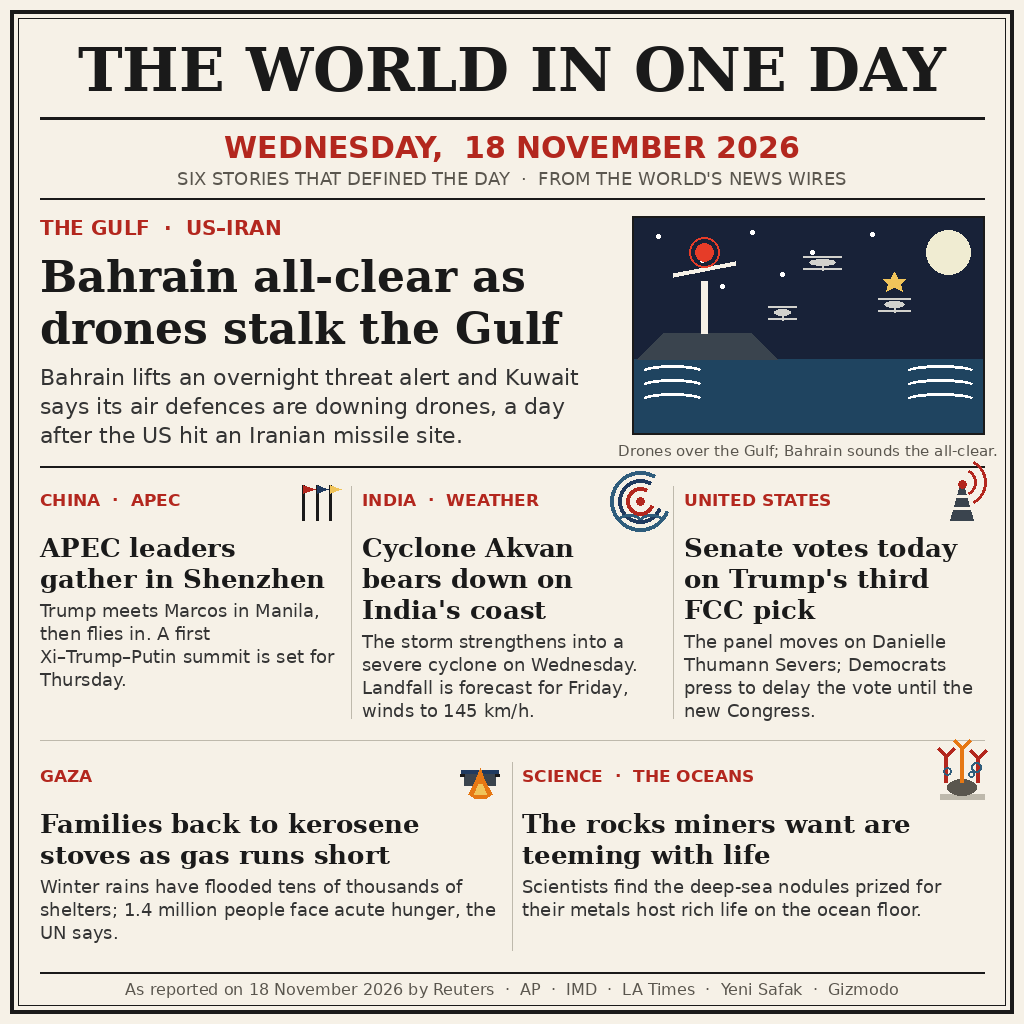 THE WORLD IN ONE DAY
WEDNESDAY, 18 NOVEMBER 2026
SIX STORIES THAT DEFINED THE DAY · FROM THE WORLD'S NEWS WIRES
THE GULF · US–IRAN
Bahrain all-clear as
drones stalk the Gulf
Bahrain lifts an overnight threat alert and Kuwait
says its air defences are downing drones, a day
after the US hit an Iranian missile site.
Drones over the Gulf; Bahrain sounds the all-clear.
CHINA · APEC
APEC leaders
gather in Shenzhen
Trump meets Marcos in Manila,
then flies in. A first
Xi–Trump–Putin summit is set for
Thursday.
INDIA · WEATHER
Cyclone Akvan
bears down on
India's coast
The storm strengthens into a
severe cyclone on Wednesday.
Landfall is forecast for Friday,
winds to 145 km/h.
UNITED STATES
Senate votes today
on Trump's third
FCC pick
The panel moves on Danielle
Thumann Severs; Democrats
press to delay the vote until the
new Congress.
GAZA
Families back to kerosene
stoves as gas runs short
Winter rains have flooded tens of thousands of
shelters; 1.4 million people face acute hunger, the
UN says.
SCIENCE · THE OCEANS
The rocks miners want are
teeming with life
Scientists find the deep-sea nodules prized for
their metals host rich life on the ocean floor.
As reported on 18 November 2026 by Reuters · AP · IMD · LA Times · Yeni Safak · Gizmodo